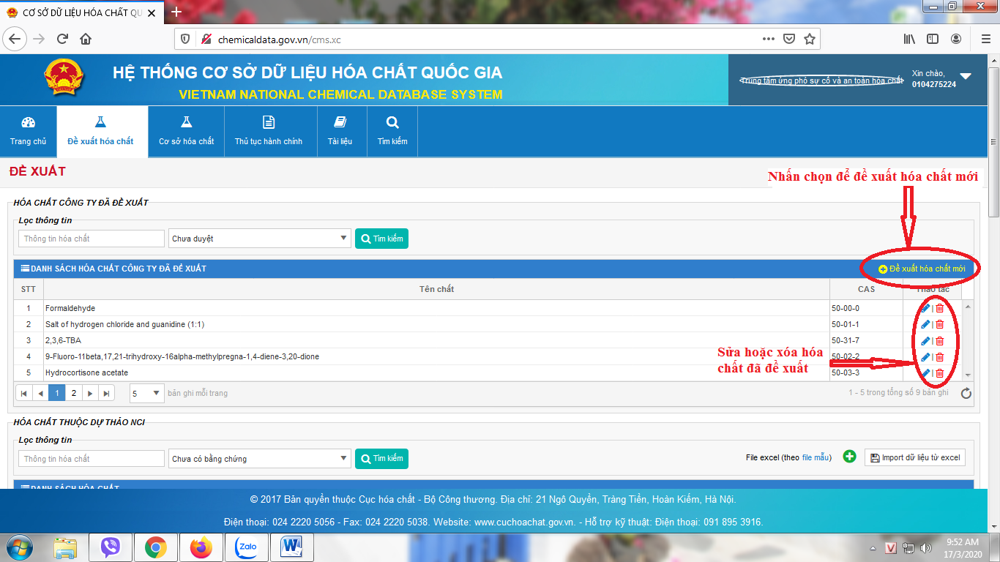 CƠ SỞ DỮ LIỆU HÓA CHẤT QU
chemicaldata.gov.vn/cms.xc
HỆ THỐNG CƠ SỞ DỮ LIỆU HÓA CHẤT QUỐC GIA
VIETNAM NATIONAL CHEMICAL DATABASE SYSTEM
Trung tâm ứng phó sự cố và an toàn hóa chất
Xin chào,
0104275224
Trang chủ
Đề xuất hóa chất
Cơ sở hóa chất
Thủ tục hành chính
Tài liệu
Tìm kiếm
ĐỀ XUẤT
Nhấn chọn để đề xuất hóa chất mới
HÓA CHẤT CÔNG TY ĐÃ ĐỀ XUẤT
Lọc thông tin
Thông tin hóa chất Chưa duyệt Tìm kiếm
DANH SÁCH HÓA CHẤT CÔNG TY ĐÃ ĐỀ XUẤT Đề xuất hóa chất mới
STT Tên chất CAS Thao tác
1 Formaldehyde 50-00-0
2 Salt of hydrogen chloride and guanidine (1:1) 50-01-1
3 2,3,6-TBA 50-31-7
4 9-Fluoro-11beta,17,21-trihydroxy-16alpha-methylpregna-1,4-diene-3,20-dione 50-02-2
5 Hydrocortisone acetate 50-03-3
Sửa hoặc xóa hóa
chất đã đề xuất
1 2 5 bản ghi mỗi trang 1 - 5 trong tổng số 9 bản ghi
HÓA CHẤT THUỘC DỰ THẢO NCI
Lọc thông tin
Thông tin hóa chất Chưa có bằng chứng Tìm kiếm File excel (theo file mẫu) Import dữ liệu từ excel
DANH SÁCH HÓA CHẤT
© 2017 Bản quyền thuộc Cục hóa chất - Bộ Công thương. Địa chỉ: 21 Ngô Quyền, Tràng Tiền, Hoàn Kiếm, Hà Nội.
Điện thoại: 024 2220 5056 - Fax: 024 2220 5038. Website: www.cuchoachat.gov.vn. - Hỗ trợ kỹ thuật: Điện thoại: 091 895 3916.
Zalo
9:52 AM
17/3/2020